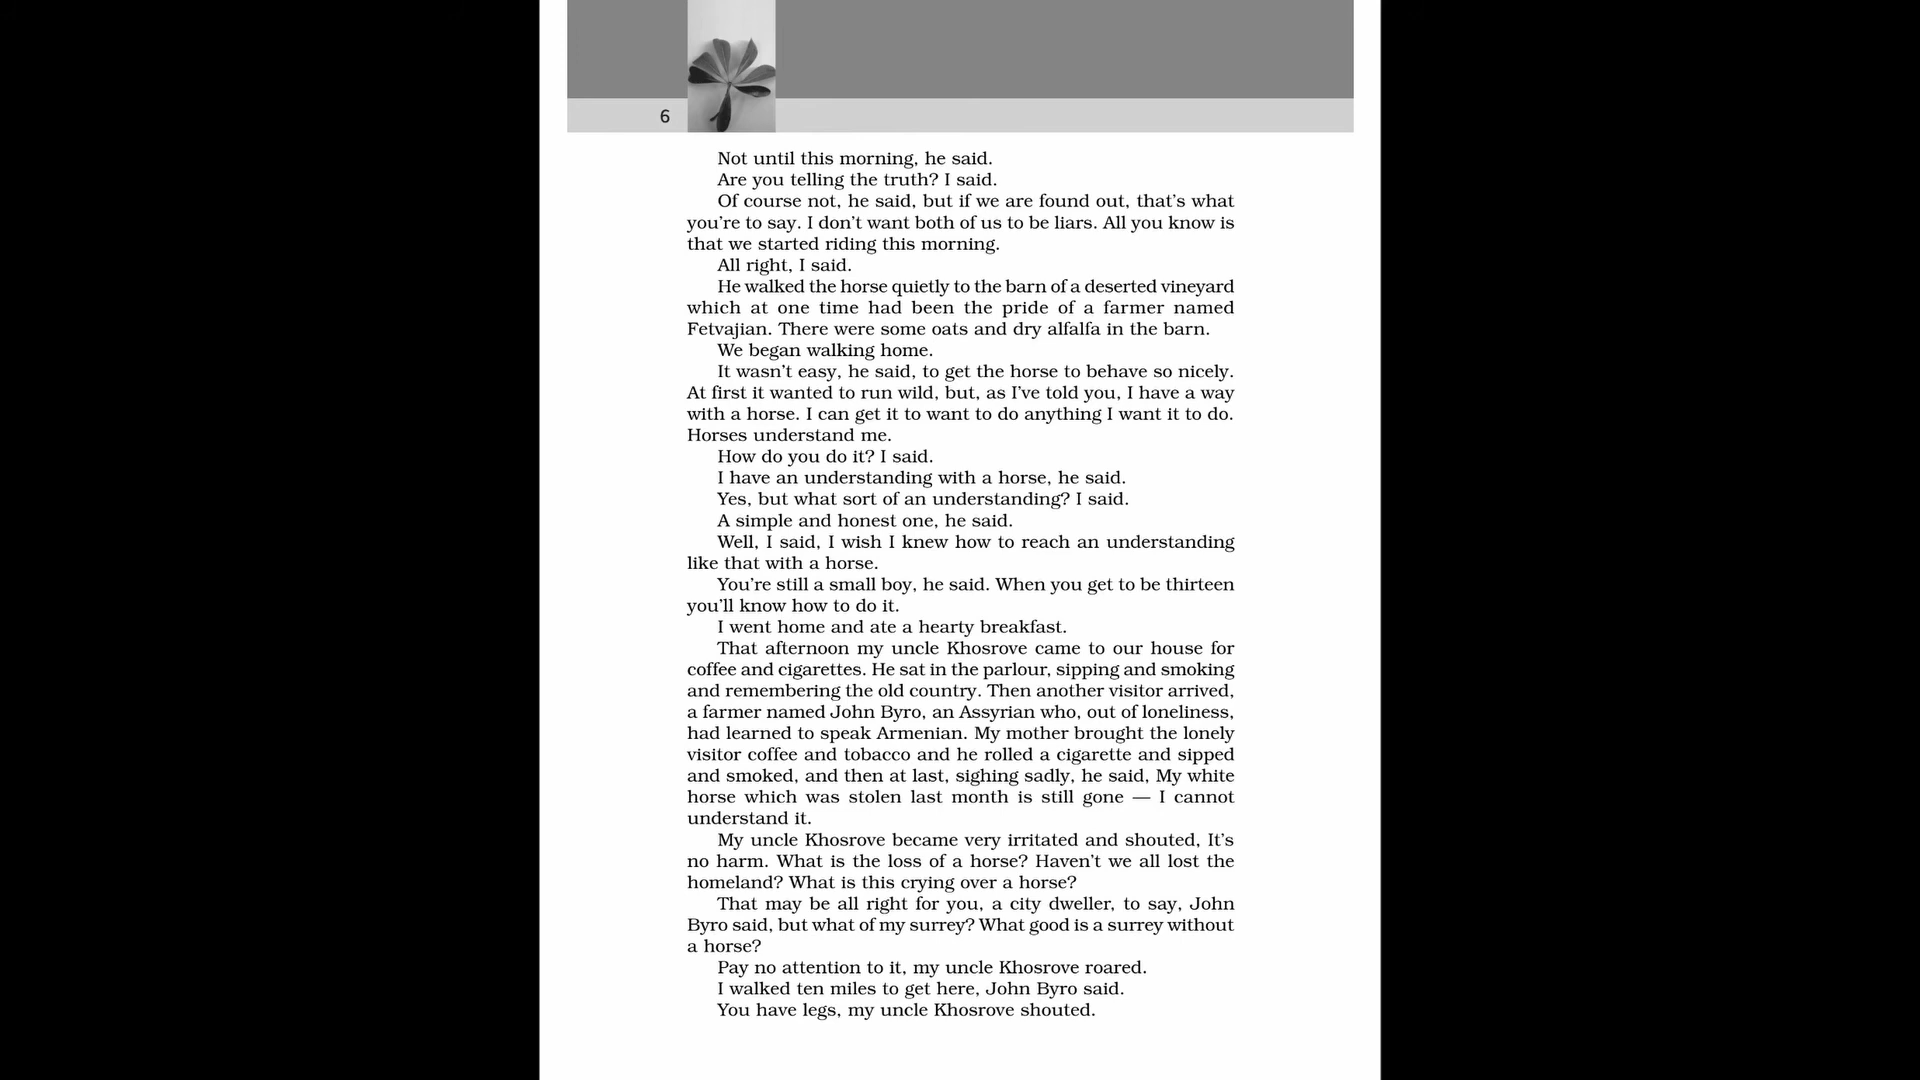 6
Not until this morning, he said.
Are you telling the truth? I said.
Of course not, he said, but if we are found out, that's what
you're to say. I don't want both of us to be liars. All you know is
that we started riding this morning.
All right, I said.
He walked the horse quietly to the barn of a deserted vineyard
which at one time had been the pride of a farmer named
Fetvajian. There were some oats and dry alfalfa in the barn.
We began walking home.
It wasn't easy, he said, to get the horse to behave so nicely.
At first it wanted to run wild, but, as I've told you, I have a way
with a horse. I can get it to want to do anything I want it to do.
Horses understand me.
How do you do it? I said.
I have an understanding with a horse, he said.
Yes, but what sort of an understanding? I said.
A simple and honest one, he said.
Well, I said, I wish I knew how to reach an understanding
like that with a horse.
You're still a small boy, he said. When you get to be thirteen
you'll know how to do it.
I went home and ate a hearty breakfast.
That afternoon my uncle Khosrove came to our house for
coffee and cigarettes. He sat in the parlour, sipping and smoking
and remembering the old country. Then another visitor arrived,
a farmer named John Byro, an Assyrian who, out of loneliness,
had learned to speak Armenian. My mother brought the lonely
visitor coffee and tobacco and he rolled a cigarette and sipped
and smoked, and then at last, sighing sadly, he said, My white
horse which was stolen last month is still gone — I cannot
understand it.
My uncle Khosrove became very irritated and shouted, It's
no harm. What is the loss of a horse? Haven't we all lost the
homeland? What is this crying over a horse?
That may be all right for you, a city dweller, to say, John
Byro said, but what of my surrey? What good is a surrey without
a horse?
Pay no attention to it, my uncle Khosrove roared.
I walked ten miles to get here, John Byro said.
You have legs, my uncle Khosrove shouted.